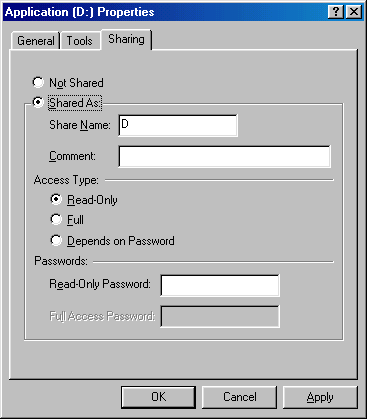 Application (D:) Properties
General Tools Sharing
Not Shared
Shared As:
Share Name: D
Comment:
Access Type:
Read-Only
Full
Depends on Password
Passwords:
Read-Only Password:
Full Access Password:
OK Cancel Apply